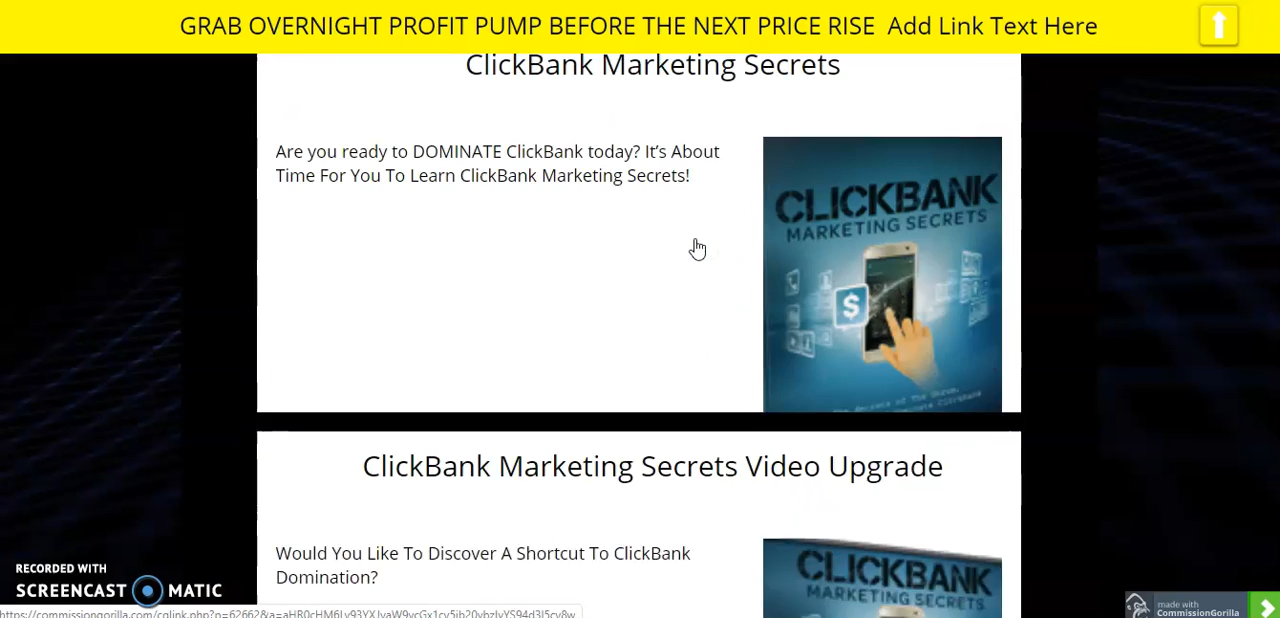 GRAB OVERNIGHT PROFIT PUMP BEFORE THE NEXT PRICE RISE Add Link Text Here
ClickBank Marketing Secrets
Are you ready to DOMINATE ClickBank today? It's About
Time For You To Learn ClickBank Marketing Secrets!
CLICKBANK
MARKETING SECRETS
$
ClickBank Marketing Secrets Video Upgrade
Would You Like To Discover A Shortcut To ClickBank
Domination?
CLICKBANK
MARKETING SECRETS
RECORDED WITH
SCREENCAST MATIC
made with
CommissionGorilla